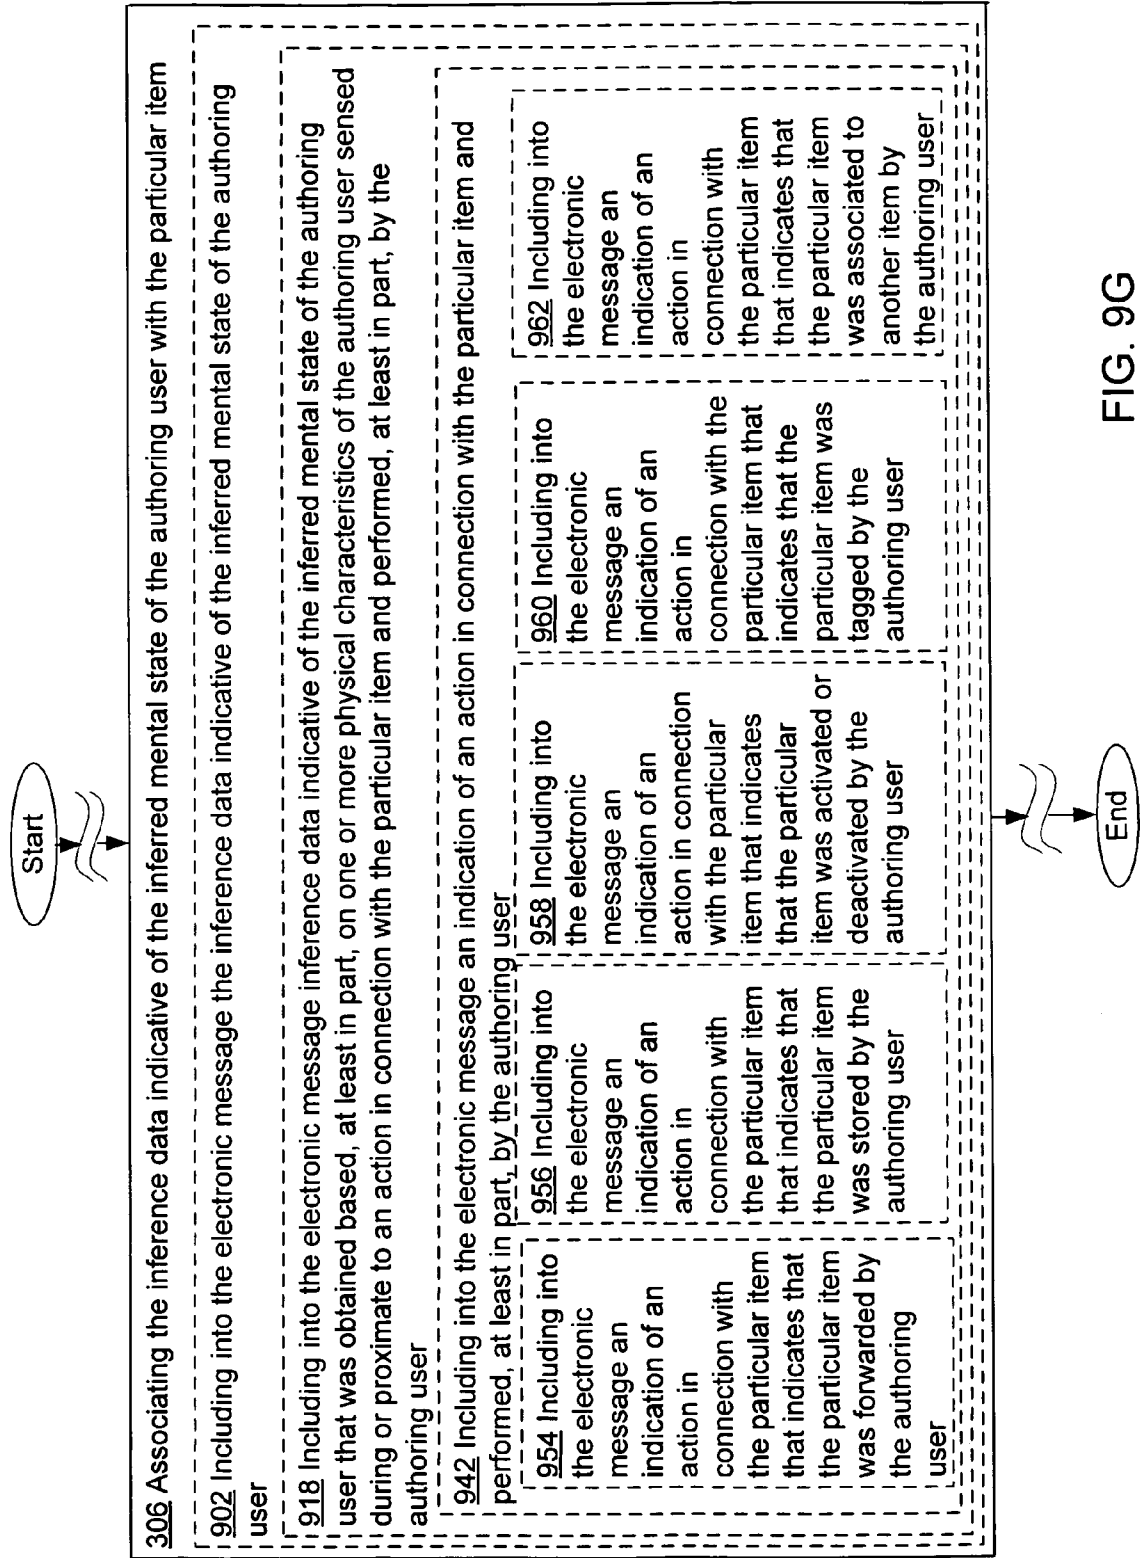 Start
306 Associating the inference data indicative of the inferred mental state of the authoring user with the particular item
902 Including into the electronic message the inference data indicative of the inferred mental state of the authoring
user
918 Including into the electronic message inference data indicative of the inferred mental state of the authoring
user that was obtained based, at least in part, on one or more physical characteristics of the authoring user sensed
during or proximate to an action in connection with the particular item and performed, at least in part, by the
authoring user
942 Including into the electronic message an indication of an action in connection with the particular item and
performed, at least in part, by the authoring user
954 Including into
the electronic
message an
indication of an
action in
connection with
the particular item
that indicates that
the particular item
was forwarded by
the authoring
user
956 Including into
the electronic
message an
indication of an
action in
connection with
the particular item
that indicates that
the particular item
was stored by the
authoring user
958 Including into
the electronic
message an
indication of an
action in connection
with the particular
item that indicates
that the particular
item was activated or
deactivated by the
authoring user
960 Including into
the electronic
message an
indication of an
action in
connection with the
particular item that
indicates that the
particular item was
tagged by the
authoring user
962 Including into
the electronic
message an
indication of an
action in
connection with
the particular item
that indicates that
the particular item
was associated to
another item by
the authoring user
End
FIG. 9G